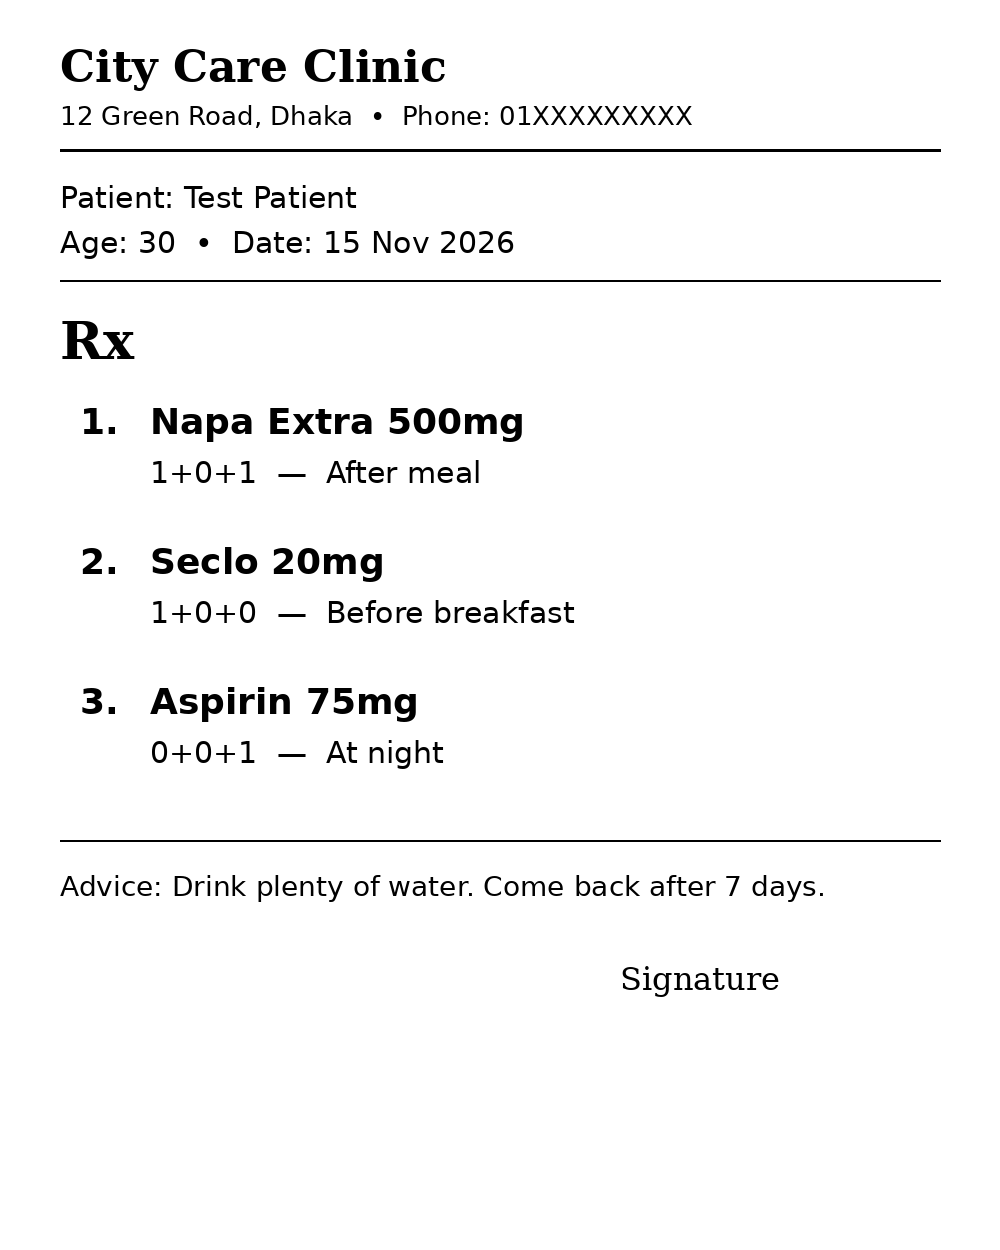 City Care Clinic
12 Green Road, Dhaka • Phone: 01XXXXXXXXX
Patient: Test Patient
Age: 30 • Date: 15 Nov 2026
Rx
1. Napa Extra 500mg
1+0+1 — After meal
2. Seclo 20mg
1+0+0 — Before breakfast
3. Aspirin 75mg
0+0+1 — At night
Advice: Drink plenty of water. Come back after 7 days.
Signature